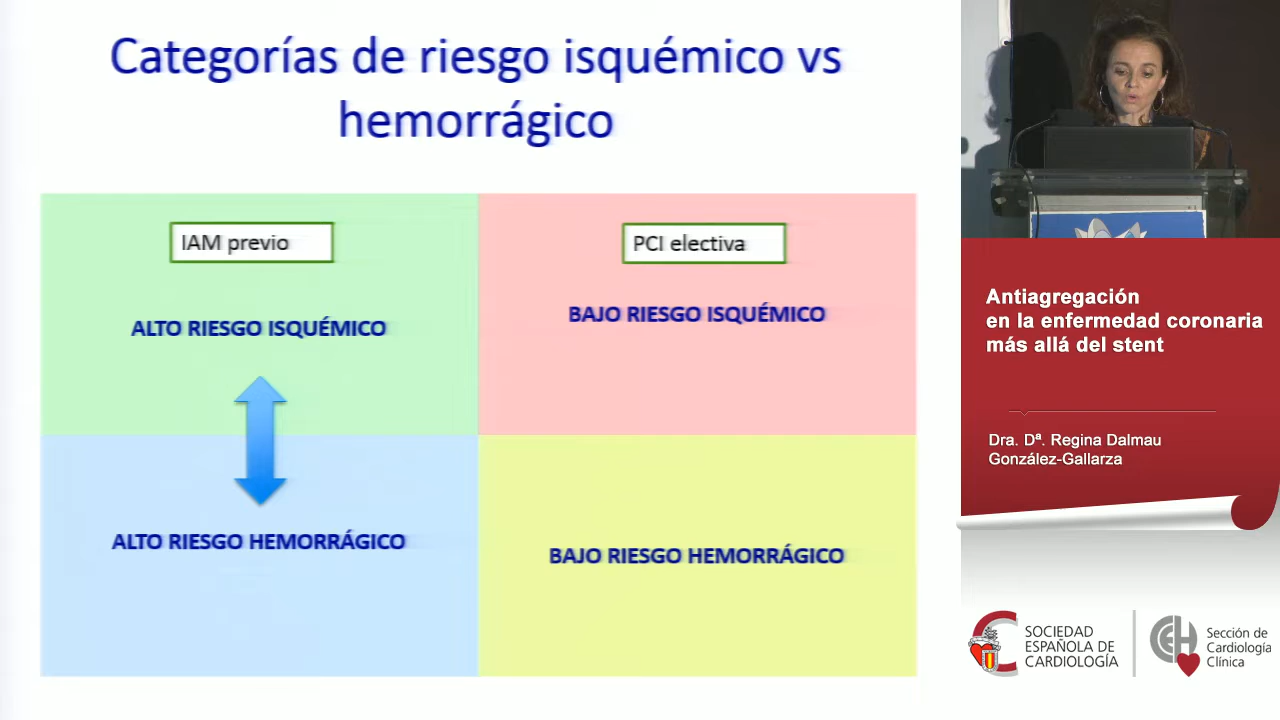 Categorías de riesgo isquémico vs
hemorrágico
IAM previo
PCI electiva
ALTO RIESGO ISQUÉMICO
BAJO RIESGO ISQUÉMICO
ALTO RIESGO HEMORRÁGICO
BAJO RIESGO HEMORRÁGICO
Antiagregación
en la enfermedad coronaria
más allá del stent
Dra. Dª. Regina Dalmau
González-Gallarza
SOCIEDAD
ESPAÑOLA DE
CARDIOLOGÍA
Sección de
Cardiología
Clínica